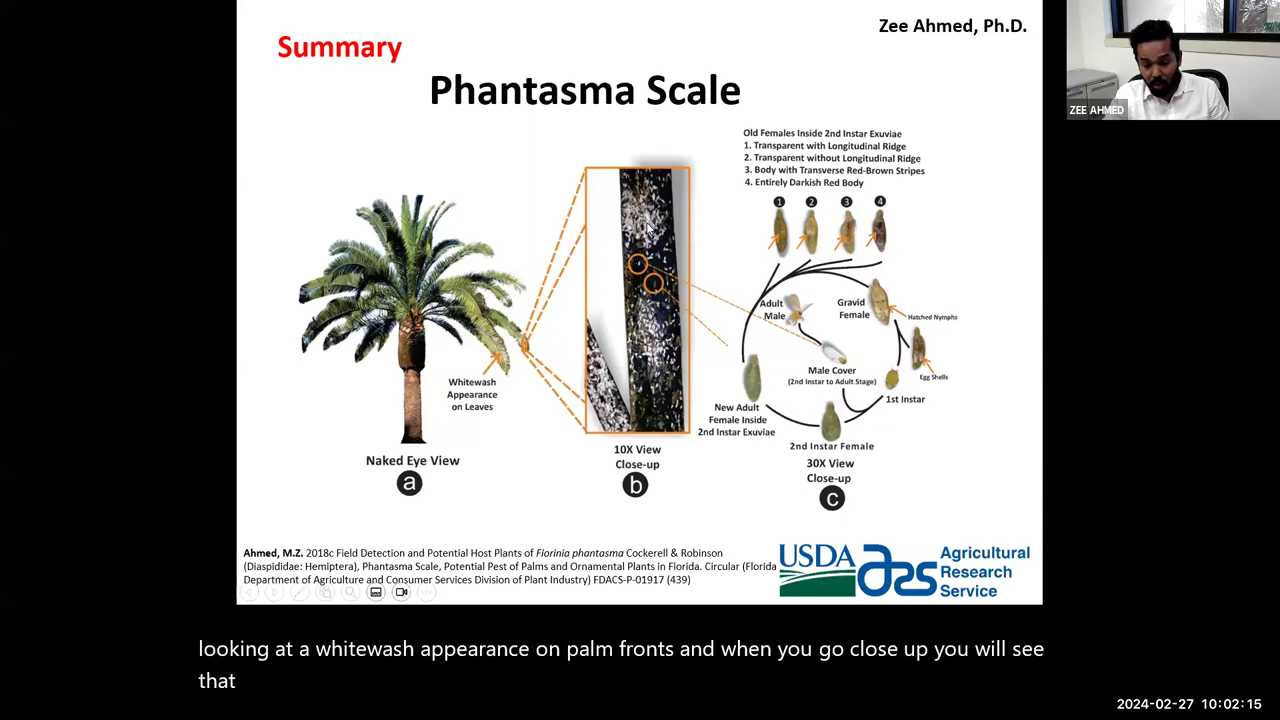 Zee Ahmed, Ph.D.
Summary
Phantasma Scale
ZEE AHMED
Old Females Inside 2nd Instar Exuviae
1. Transparent with Longitudinal Ridge
2. Transparent without Longitudinal Ridge
3. Body with Transverse Red-Brown Stripes
4. Entirely Darkish Red Body
1 2 3 4
Adult
Male
Gravid
Female
Hatched Nymphs
Male Cover
(2nd Instar to Adult Stage)
Egg Shells
1st Instar
New Adult
Female Inside
2nd Instar Exuviae
2nd Instar Female
Whitewash
Appearance
on Leaves
Naked Eye View
a
10X View
Close-up
b
30X View
Close-up
c
Ahmed, M.Z. 2018c Field Detection and Potential Host Plants of Fiorinia phantasma Cockerell & Robinson
(Diaspididae: Hemiptera), Phantasma Scale, Potential Pest of Palms and Ornamental Plants in Florida. Circular (Florida
Department of Agriculture and Consumer Services Division of Plant Industry) FDACS-P-01917 (439)
USDA
ars
Agricultural
Research
Service
looking at a whitewash appearance on palm fronts and when you go close up you will see
that
2024-02-27 10:02:15